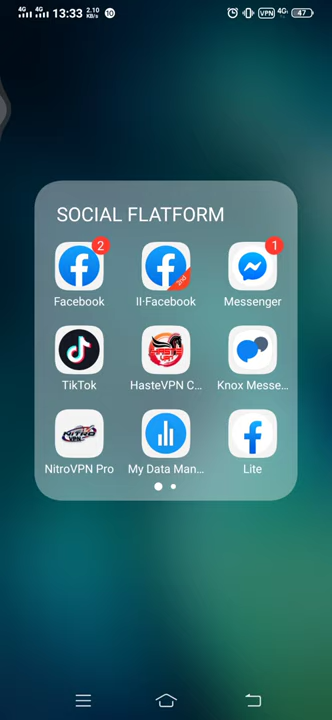 4G 4G 13:33 2.10 KB/s 10 VPN 4G 47
SOCIAL FLATFORM
2 1
Facebook II·Facebook Messenger
TikTok HasteVPN C... Knox Messe...
NitroVPN Pro My Data Man... Lite